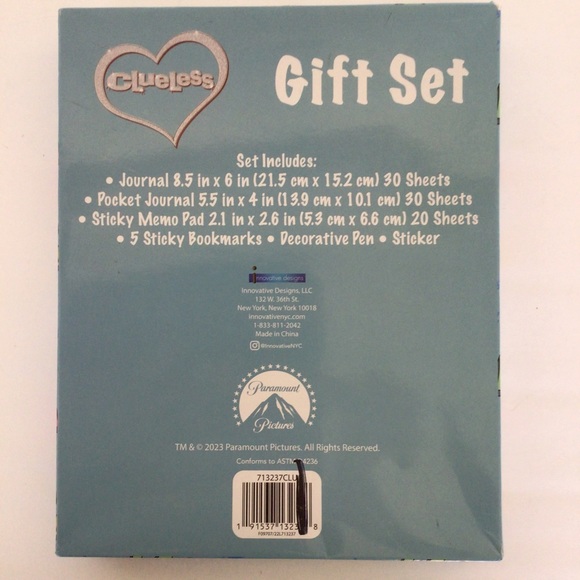 CLUELESS
Gift Set
Set Includes:
• Journal 8.5 in x 6 in (21.5 cm x 15.2 cm) 30 Sheets
• Pocket Journal 5.5 in x 4 in (13.9 cm x 10.1 cm) 30 Sheets
• Sticky Memo Pad 2.1 in x 2.6 in (5.3 cm x 6.6 cm) 20 Sheets
• 5 Sticky Bookmarks • Decorative Pen • Sticker
innovative designs
Innovative Designs, LLC
132 W. 36th St.
New York, New York 10018
innovativenyc.com
1-833-811-2042
Made in China
@InnovativeNYC
Paramount
Pictures
TM & © 2023 Paramount Pictures. All Rights Reserved.
Conforms to 4236
713237CLU
1 91537 8